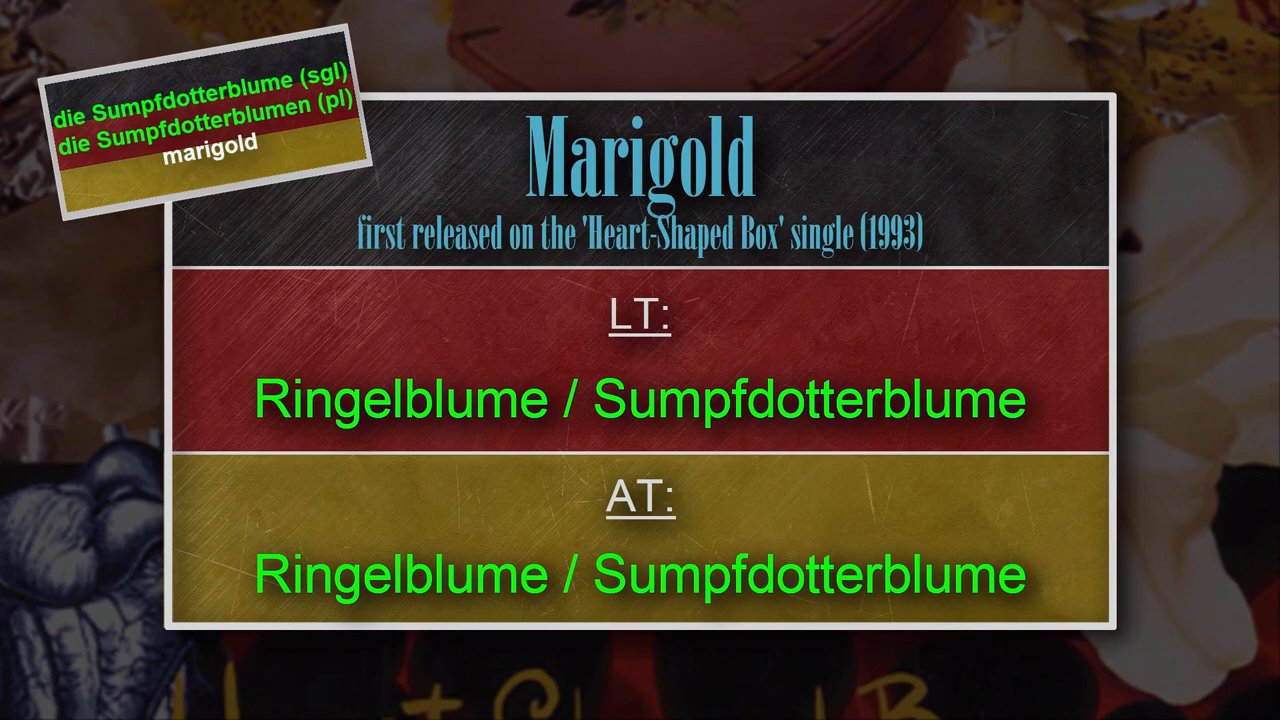 die Sumpfdotterblume (sgl)
die Sumpfdotterblumen (pl)
marigold
Marigold
first released on the 'Heart-Shaped Box' single (1993)
LT:
Ringelblume / Sumpfdotterblume
AT:
Ringelblume / Sumpfdotterblume